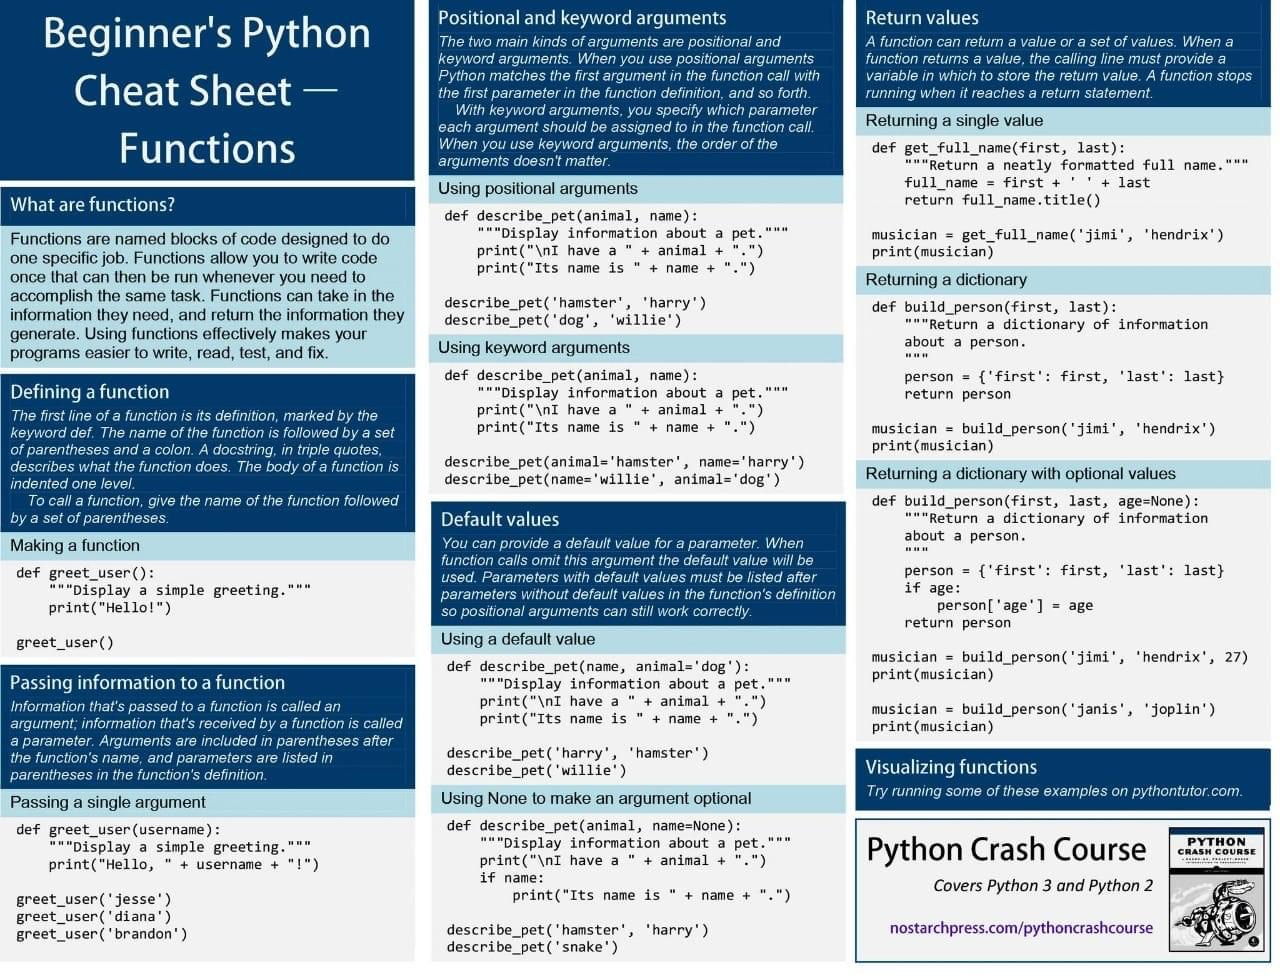 Beginner's Python
Cheat Sheet —
Functions
What are functions?
Functions are named blocks of code designed to do
one specific job. Functions allow you to write code
once that can then be run whenever you need to
accomplish the same task. Functions can take in the
information they need, and return the information they
generate. Using functions effectively makes your
programs easier to write, read, test, and fix.
Defining a function
The first line of a function is its definition, marked by the
keyword def. The name of the function is followed by a set
of parentheses and a colon. A docstring, in triple quotes,
describes what the function does. The body of a function is
indented one level.
    To call a function, give the name of the function followed
by a set of parentheses.
Making a function
def greet_user():
    """Display a simple greeting."""
    print("Hello!")
greet_user()
Passing information to a function
Information that's passed to a function is called an
argument; information that's received by a function is called
a parameter. Arguments are included in parentheses after
the function's name, and parameters are listed in
parentheses in the function's definition.
Passing a single argument
def greet_user(username):
    """Display a simple greeting."""
    print("Hello, " + username + "!")
greet_user('jesse')
greet_user('diana')
greet_user('brandon')
Positional and keyword arguments
The two main kinds of arguments are positional and
keyword arguments. When you use positional arguments
Python matches the first argument in the function call with
the first parameter in the function definition, and so forth.
    With keyword arguments, you specify which parameter
each argument should be assigned to in the function call.
When you use keyword arguments, the order of the
arguments doesn't matter.
Using positional arguments
def describe_pet(animal, name):
    """Display information about a pet."""
    print("\nI have a " + animal + ".")
    print("Its name is " + name + ".")
describe_pet('hamster', 'harry')
describe_pet('dog', 'willie')
Using keyword arguments
def describe_pet(animal, name):
    """Display information about a pet."""
    print("\nI have a " + animal + ".")
    print("Its name is " + name + ".")
describe_pet(animal='hamster', name='harry')
describe_pet(name='willie', animal='dog')
Default values
You can provide a default value for a parameter. When
function calls omit this argument the default value will be
used. Parameters with default values must be listed after
parameters without default values in the function's definition
so positional arguments can still work correctly.
Using a default value
def describe_pet(name, animal='dog'):
    """Display information about a pet."""
    print("\nI have a " + animal + ".")
    print("Its name is " + name + ".")
describe_pet('harry', 'hamster')
describe_pet('willie')
Using None to make an argument optional
def describe_pet(animal, name=None):
    """Display information about a pet."""
    print("\nI have a " + animal + ".")
    if name:
        print("Its name is " + name + ".")
describe_pet('hamster', 'harry')
describe_pet('snake')
Return values
A function can return a value or a set of values. When a
function returns a value, the calling line must provide a
variable in which to store the return value. A function stops
running when it reaches a return statement.
Returning a single value
def get_full_name(first, last):
    """Return a neatly formatted full name."""
    full_name = first + ' ' + last
    return full_name.title()
musician = get_full_name('jimi', 'hendrix')
print(musician)
Returning a dictionary
def build_person(first, last):
    """Return a dictionary of information
    about a person.
    """
    person = {'first': first, 'last': last}
    return person
musician = build_person('jimi', 'hendrix')
print(musician)
Returning a dictionary with optional values
def build_person(first, last, age=None):
    """Return a dictionary of information
    about a person.
    """
    person = {'first': first, 'last': last}
    if age:
        person['age'] = age
    return person
musician = build_person('jimi', 'hendrix', 27)
print(musician)
musician = build_person('janis', 'joplin')
print(musician)
Visualizing functions
Try running some of these examples on pythontutor.com.
Python Crash Course
Covers Python 3 and Python 2
nostarchpress.com/pythoncrashcourse
PYTHON
CRASH COURSE